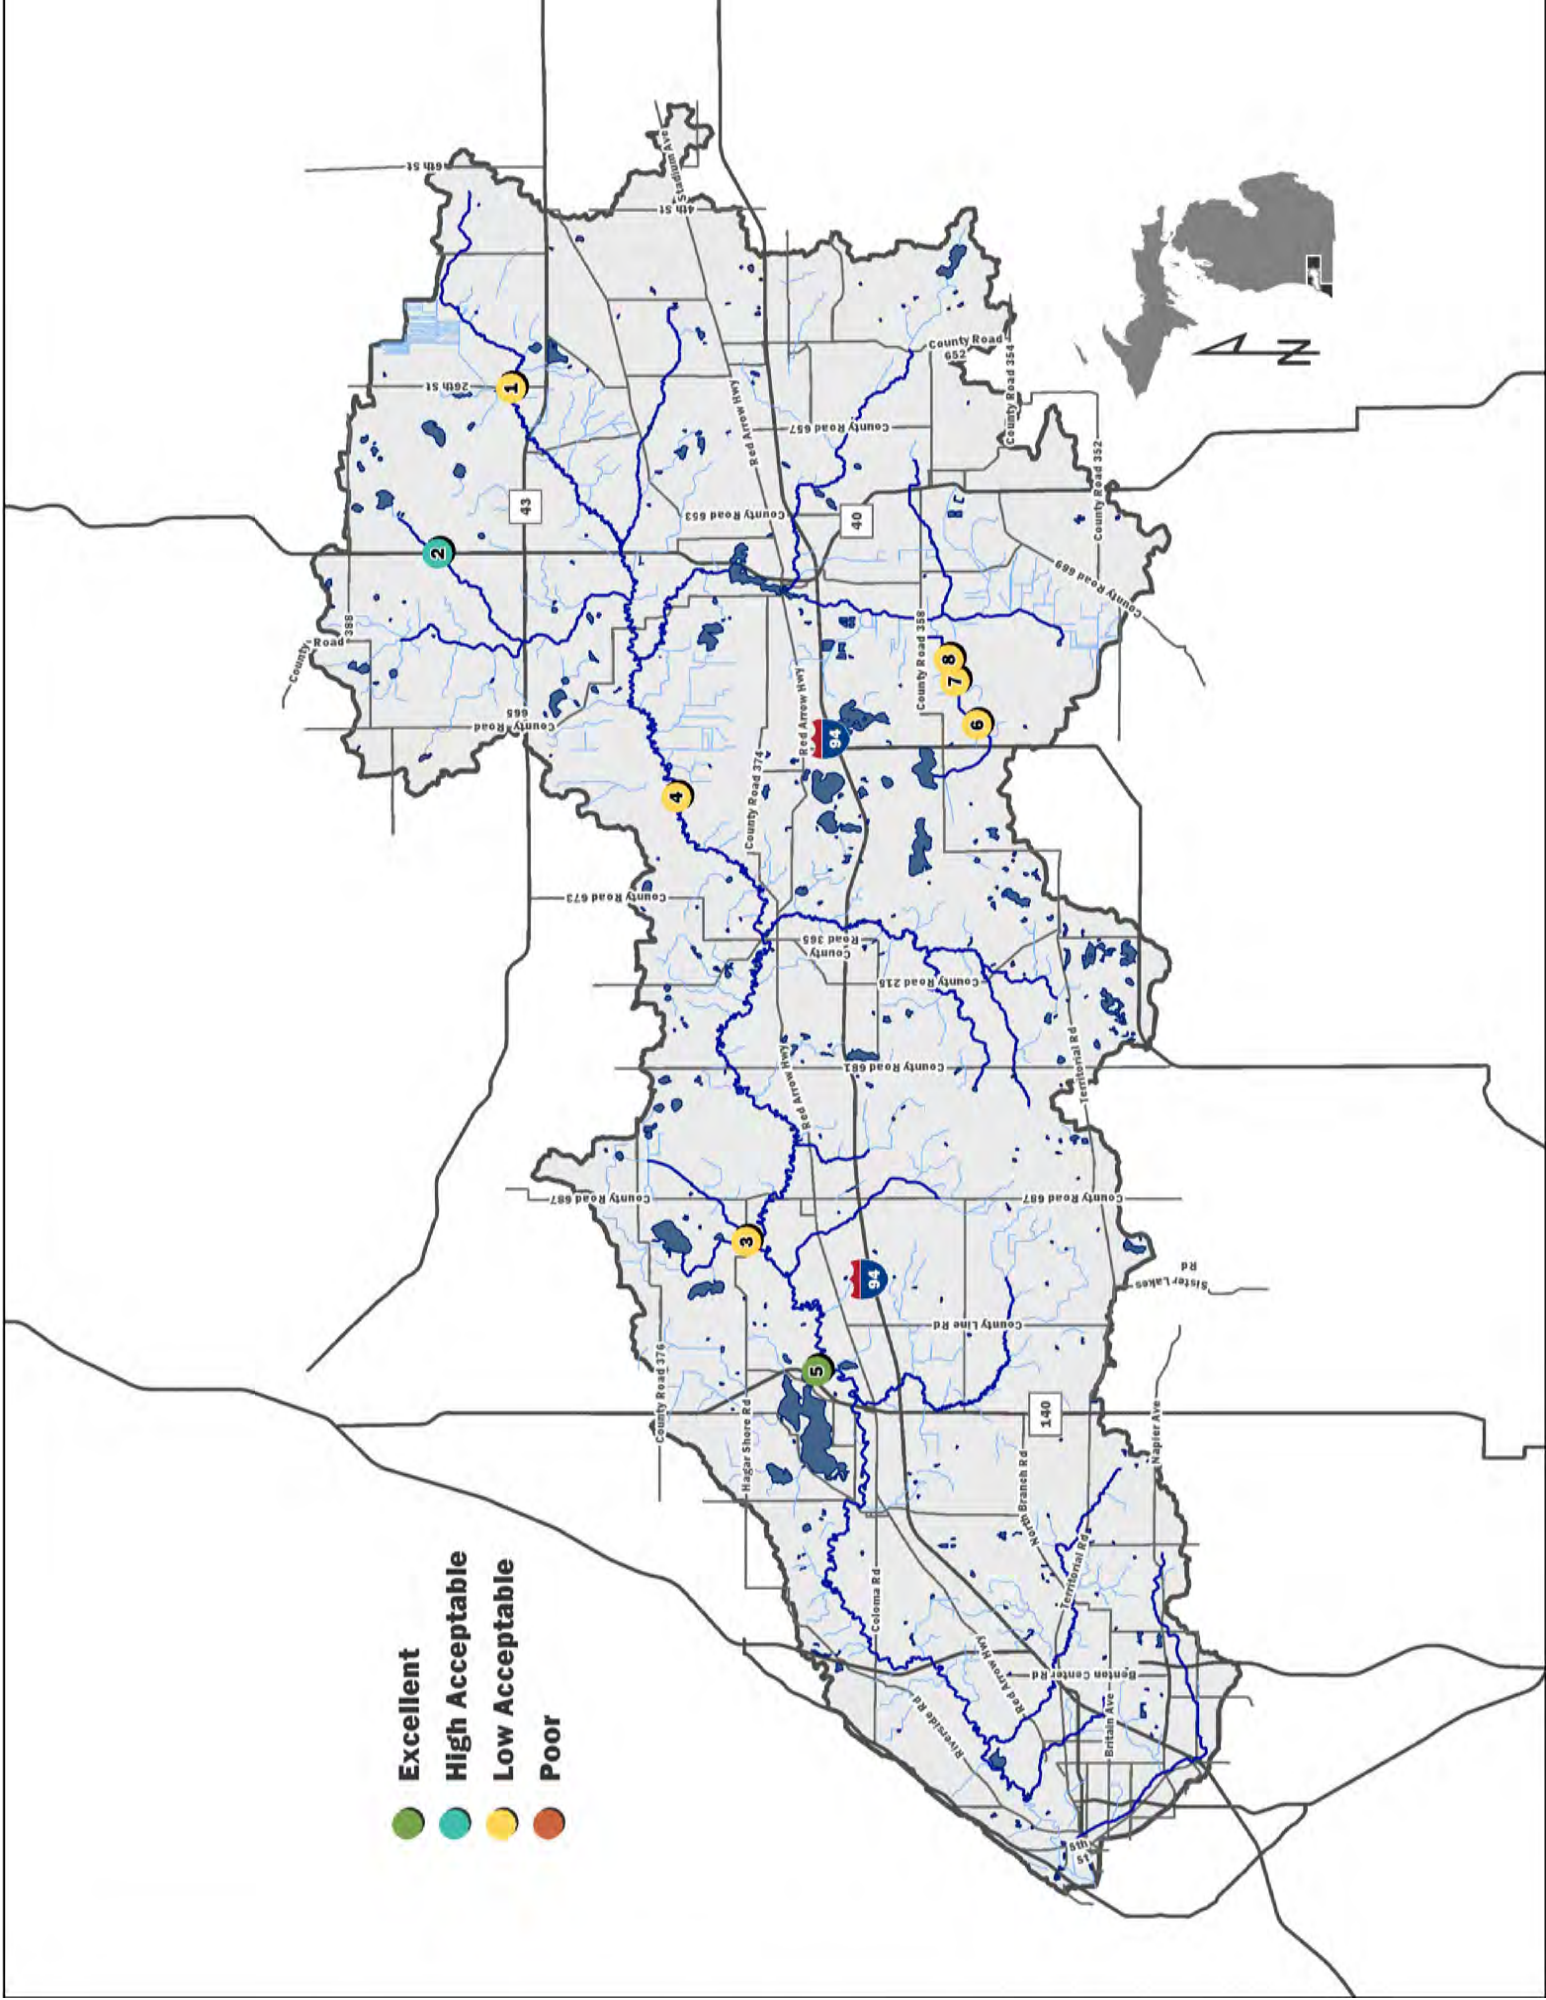 Excellent
High Acceptable
Low Acceptable
Poor
6th St
Stadium Ave
4th St
26th St
1
2
43
County Road 388
County Road 665
County Road 653
Red Arrow Hwy
County Road 657
County Road 652
County Road 354
County Road 352
40
County Road 669
County Road 358
8
7
6
Red Arrow Hwy
94
County Road 374
4
County Road 673
County Road 365
County Road 215
County Road 681
Red Arrow Hwy
Territorial Rd
County Road 687
County Road 687
3
94
Sister Lakes Rd
County Line Rd
County Road 376
5
Hagar Shore Rd
140
Napier Ave
North Branch Rd
Territorial Rd
Coloma Rd
Red Arrow Hwy
Benton Center Rd
Riverside Rd
Britain Ave
5th St
N